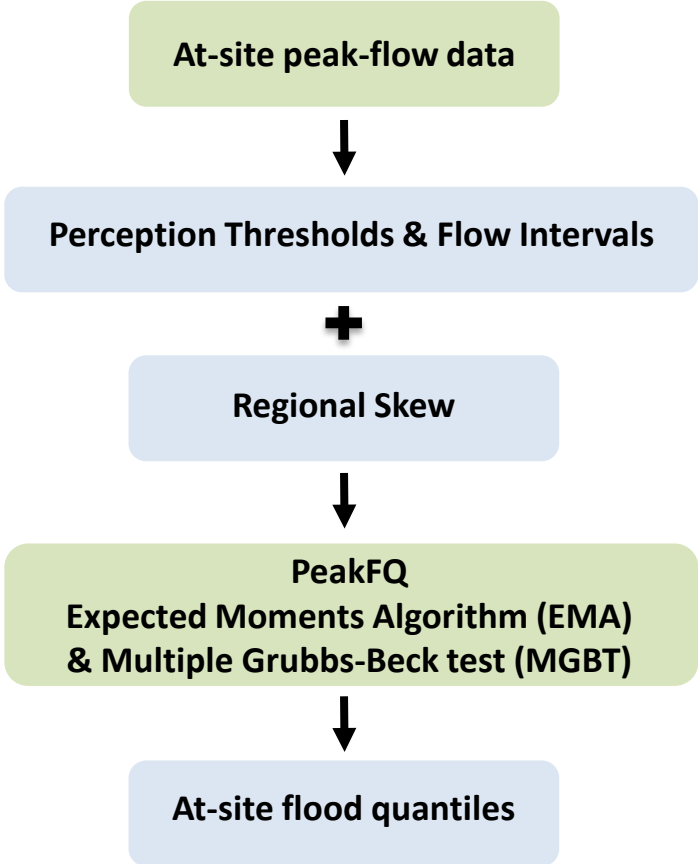 At-site peak-flow data
Perception Thresholds & Flow Intervals
Regional Skew
PeakFQ
Expected Moments Algorithm (EMA)
& Multiple Grubbs-Beck test (MGBT)
At-site flood quantiles